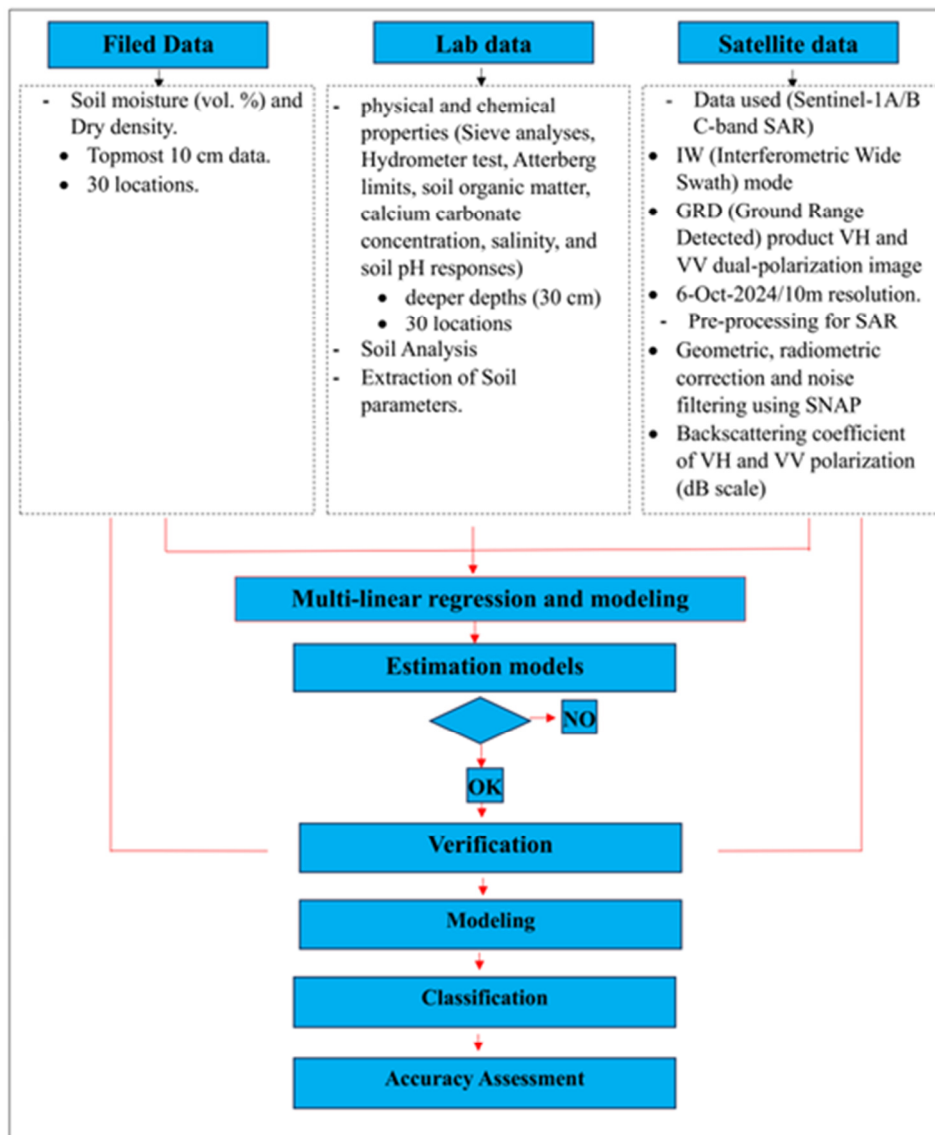 Filed Data
- Soil moisture (vol. %) and
Dry density.
• Topmost 10 cm data.
• 30 locations.
Lab data
- physical and chemical
properties (Sieve analyses,
Hydrometer test, Atterberg
limits, soil organic matter,
calcium carbonate
concentration, salinity, and
soil pH responses)
• deeper depths (30 cm)
• 30 locations
- Soil Analysis
- Extraction of Soil
parameters.
Satellite data
- Data used (Sentinel-1A/B
C-band SAR)
• IW (Interferometric Wide
Swath) mode
• GRD (Ground Range
Detected) product VH and
VV dual-polarization image
• 6-Oct-2024/10m resolution.
- Pre-processing for SAR
• Geometric, radiometric
correction and noise
filtering using SNAP
• Backscattering coefficient
of VH and VV polarization
(dB scale)
Multi-linear regression and modeling
Estimation models
NO
OK
Verification
Modeling
Classification
Accuracy Assessment